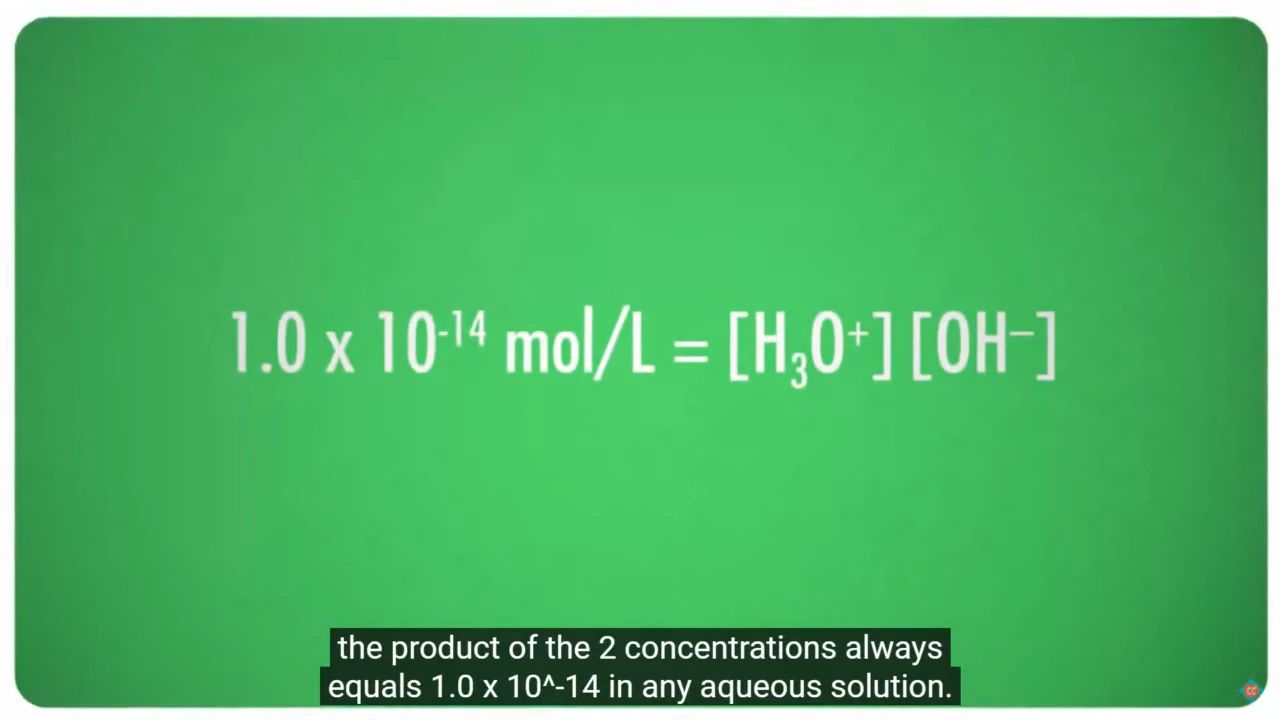 1.0 x 10⁻¹⁴ mol/L = [H₃O⁺] [OH⁻]
the product of the 2 concentrations always
equals 1.0 x 10^-14 in any aqueous solution.
CC